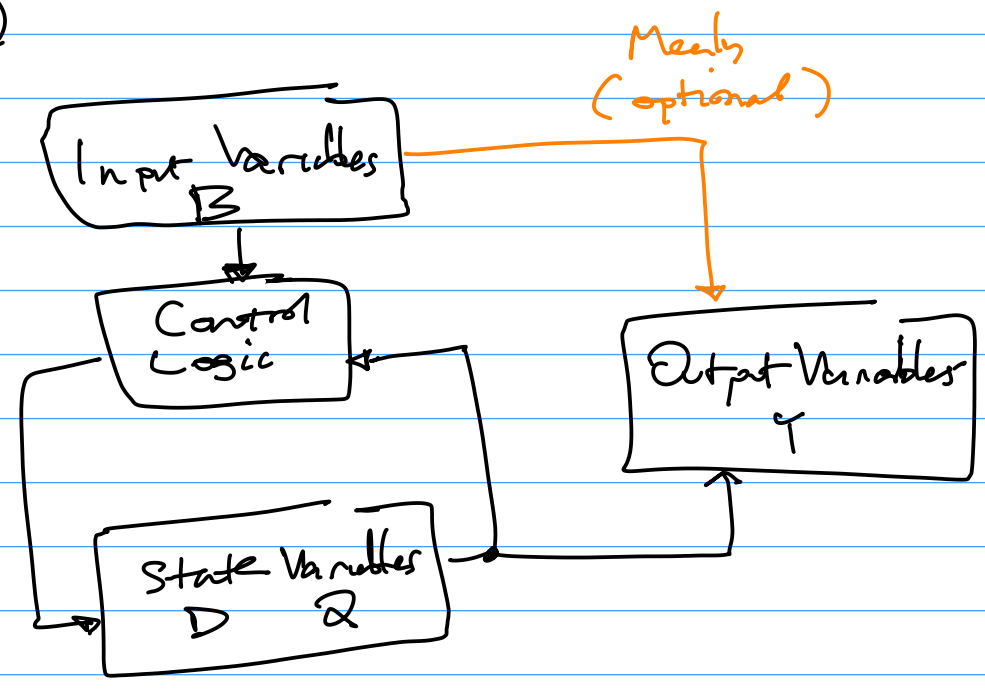 )
Mealy
(optional)
Input Variables
B
Control
Logic
Output Variables
Y
State Variables
D Q